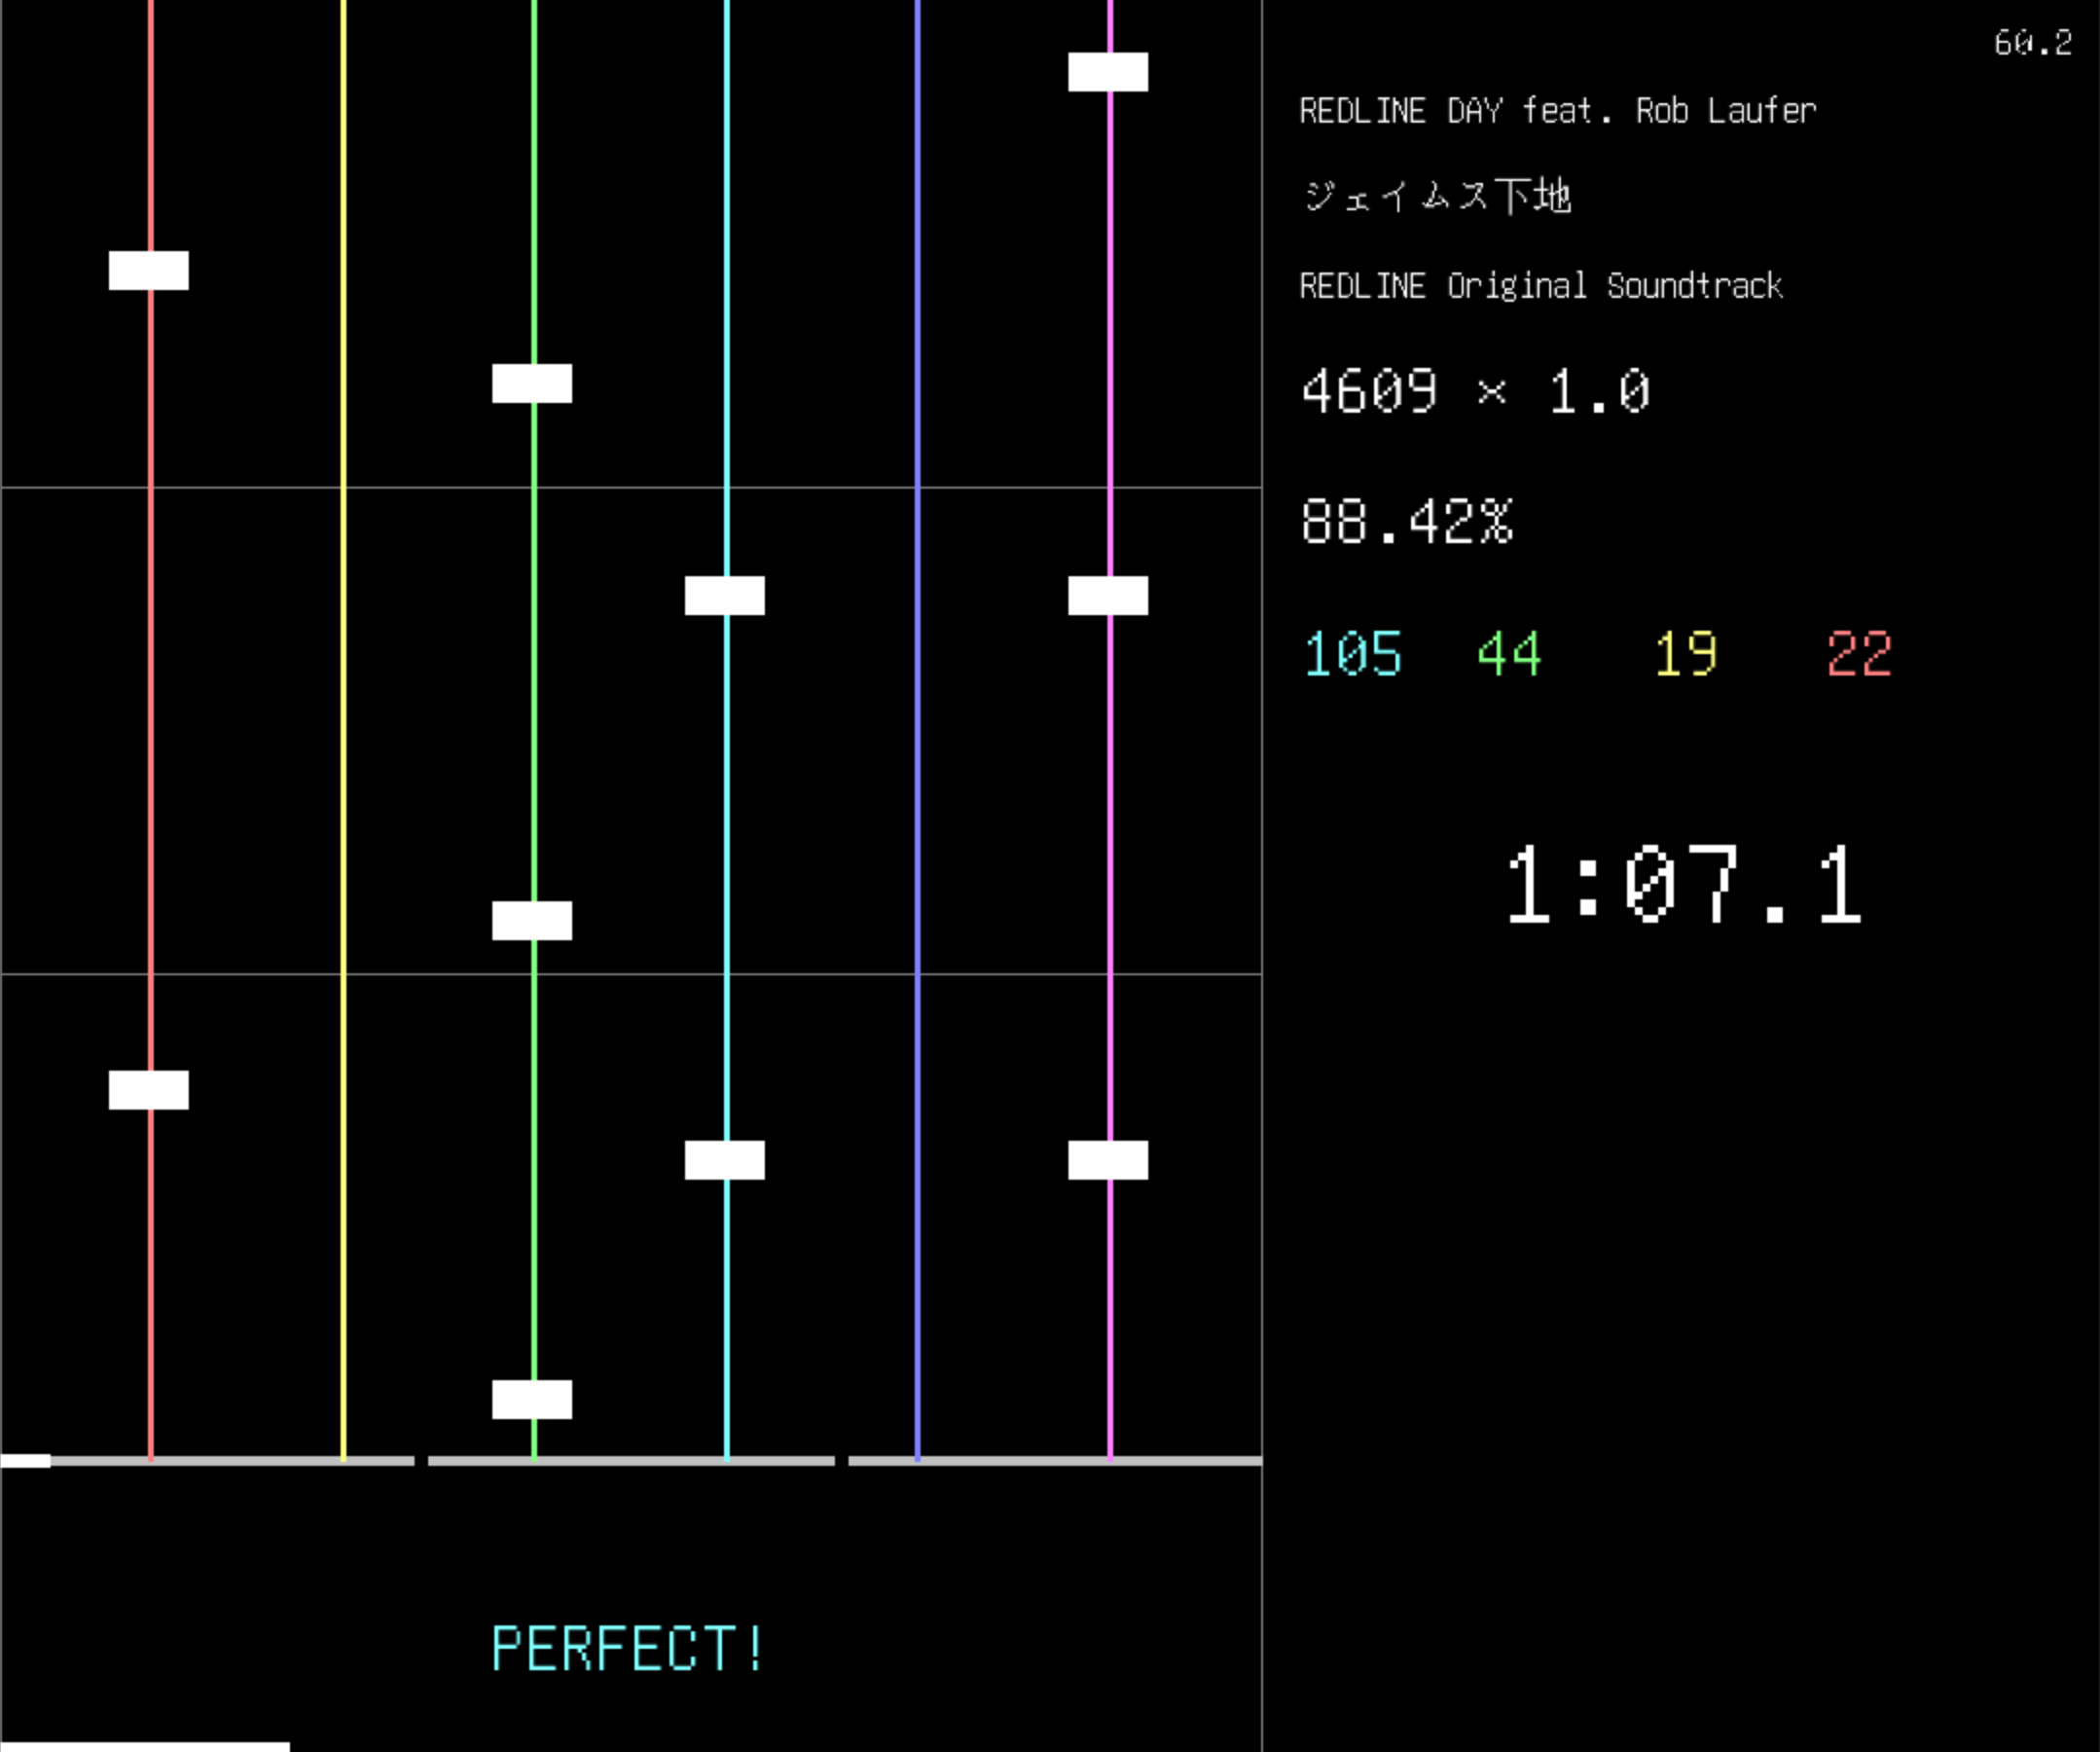 60.2
REDLINE DAY feat. Rob Laufer
ジェイムス下地
REDLINE Original Soundtrack
4609 × 1.0
88.42%
105 44 19 22
1:07.1
PERFECT!